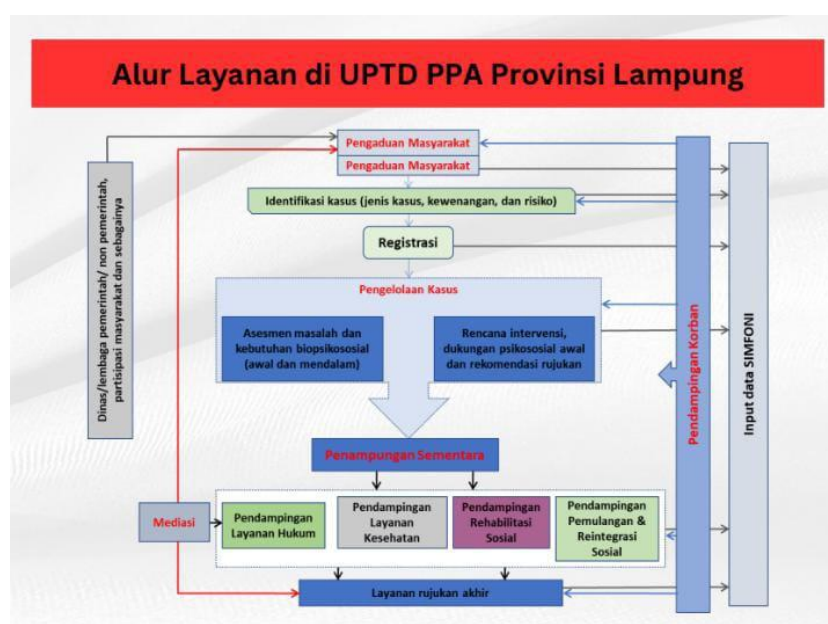 Alur Layanan di UPTD PPA Provinsi Lampung
Dinas/lembaga pemerintah/ non pemerintah,
partisipasi masyarakat dan sebagainya
Pengaduan Masyarakat
Pengaduan Masyarakat
Identifikasi kasus (jenis kasus, kewenangan, dan risiko)
Registrasi
Pengelolaan Kasus
Asesmen masalah dan
kebutuhan biopsikososial
(awal dan mendalam)
Rencana intervensi,
dukungan psikososial awal
dan rekomendasi rujukan
Penampungan Sementara
Mediasi
Pendampingan
Layanan Hukum
Pendampingan
Layanan
Kesehatan
Pendampingan
Rehabilitasi
Sosial
Pendampingan
Pemulangan &
Reintegrasi
Sosial
Layanan rujukan akhir
Pendampingan Korban
Input data SIMFONI